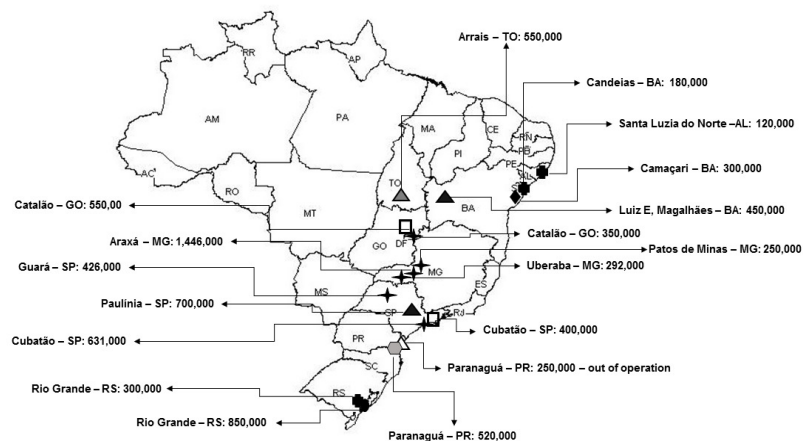 Arrais – TO: 550,000
Candeias – BA: 180,000
Santa Luzia do Norte –AL: 120,000
Camaçari – BA: 300,000
Luiz E, Magalhães – BA: 450,000
Catalão – GO: 350,000
Patos de Minas – MG: 250,000
Uberaba – MG: 292,000
Cubatão – SP: 400,000
Paranaguá – PR: 250,000 – out of operation
Paranaguá – PR: 520,000
Catalão – GO: 550,00
Araxá – MG: 1,446,000
Guará – SP: 426,000
Paulínia – SP: 700,000
Cubatão – SP: 631,000
Rio Grande – RS: 300,000
Rio Grande – RS: 850,000
RR
AP
AM
PA
MA
CE
RN
PB
PI
PE
AL
AC
RO
TO
BA
MT
DF
GO
MG
ES
MS
SP
RJ
PR
SC
RS